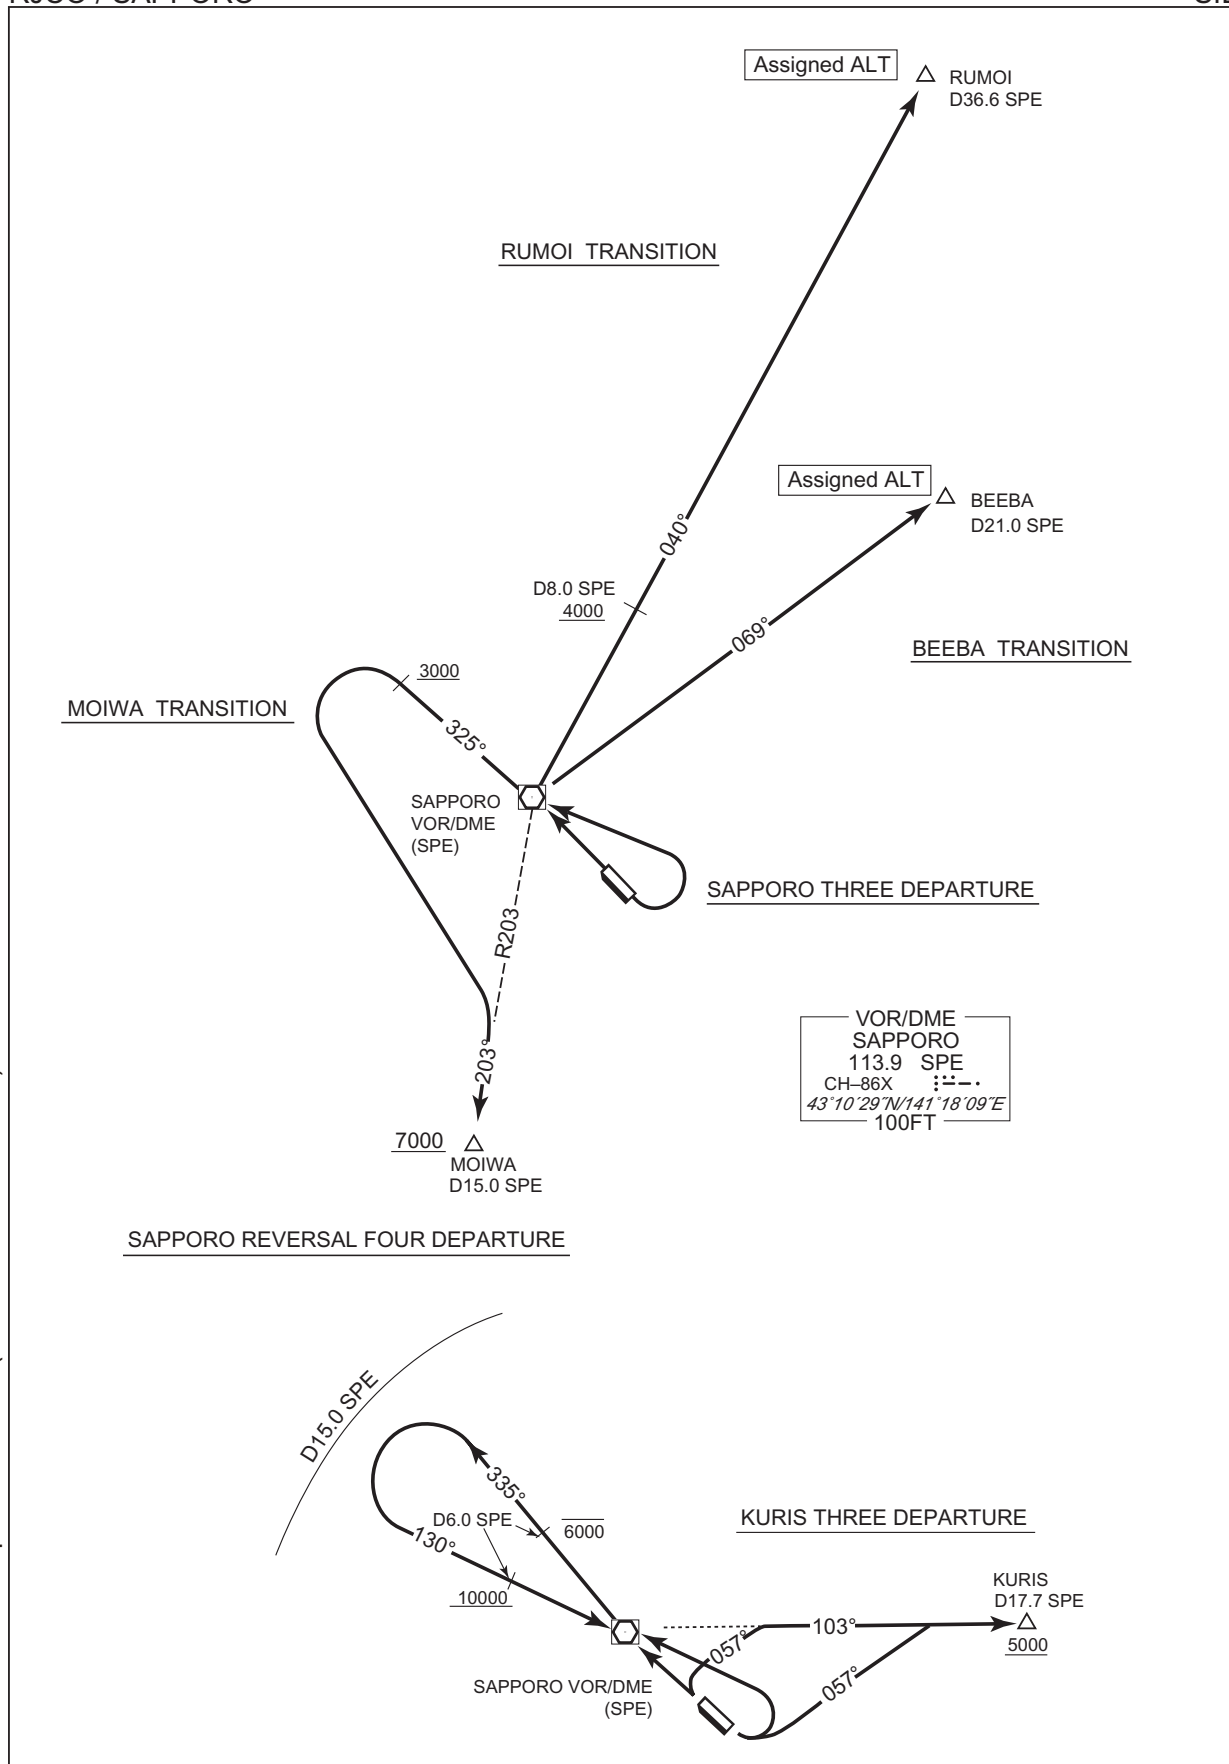 Assigned ALT
RUMOI
D36.6 SPE
RUMOI TRANSITION
Assigned ALT
BEEBA
D21.0 SPE
040°
D8.0 SPE
4000
069°
BEEBA TRANSITION
3000
MOIWA TRANSITION
325°
SAPPORO
VOR/DME
(SPE)
SAPPORO THREE DEPARTURE
R203
VOR/DME
SAPPORO
113.9 SPE
CH–86X
43°10´29˝N/141°18´09˝E
100FT
203°
7000
MOIWA
D15.0 SPE
SAPPORO REVERSAL FOUR DEPARTURE
D15.0 SPE
335°
D6.0 SPE
6000
130°
10000
KURIS THREE DEPARTURE
KURIS
D17.7 SPE
103°
5000
057°
057°
SAPPORO VOR/DME
(SPE)